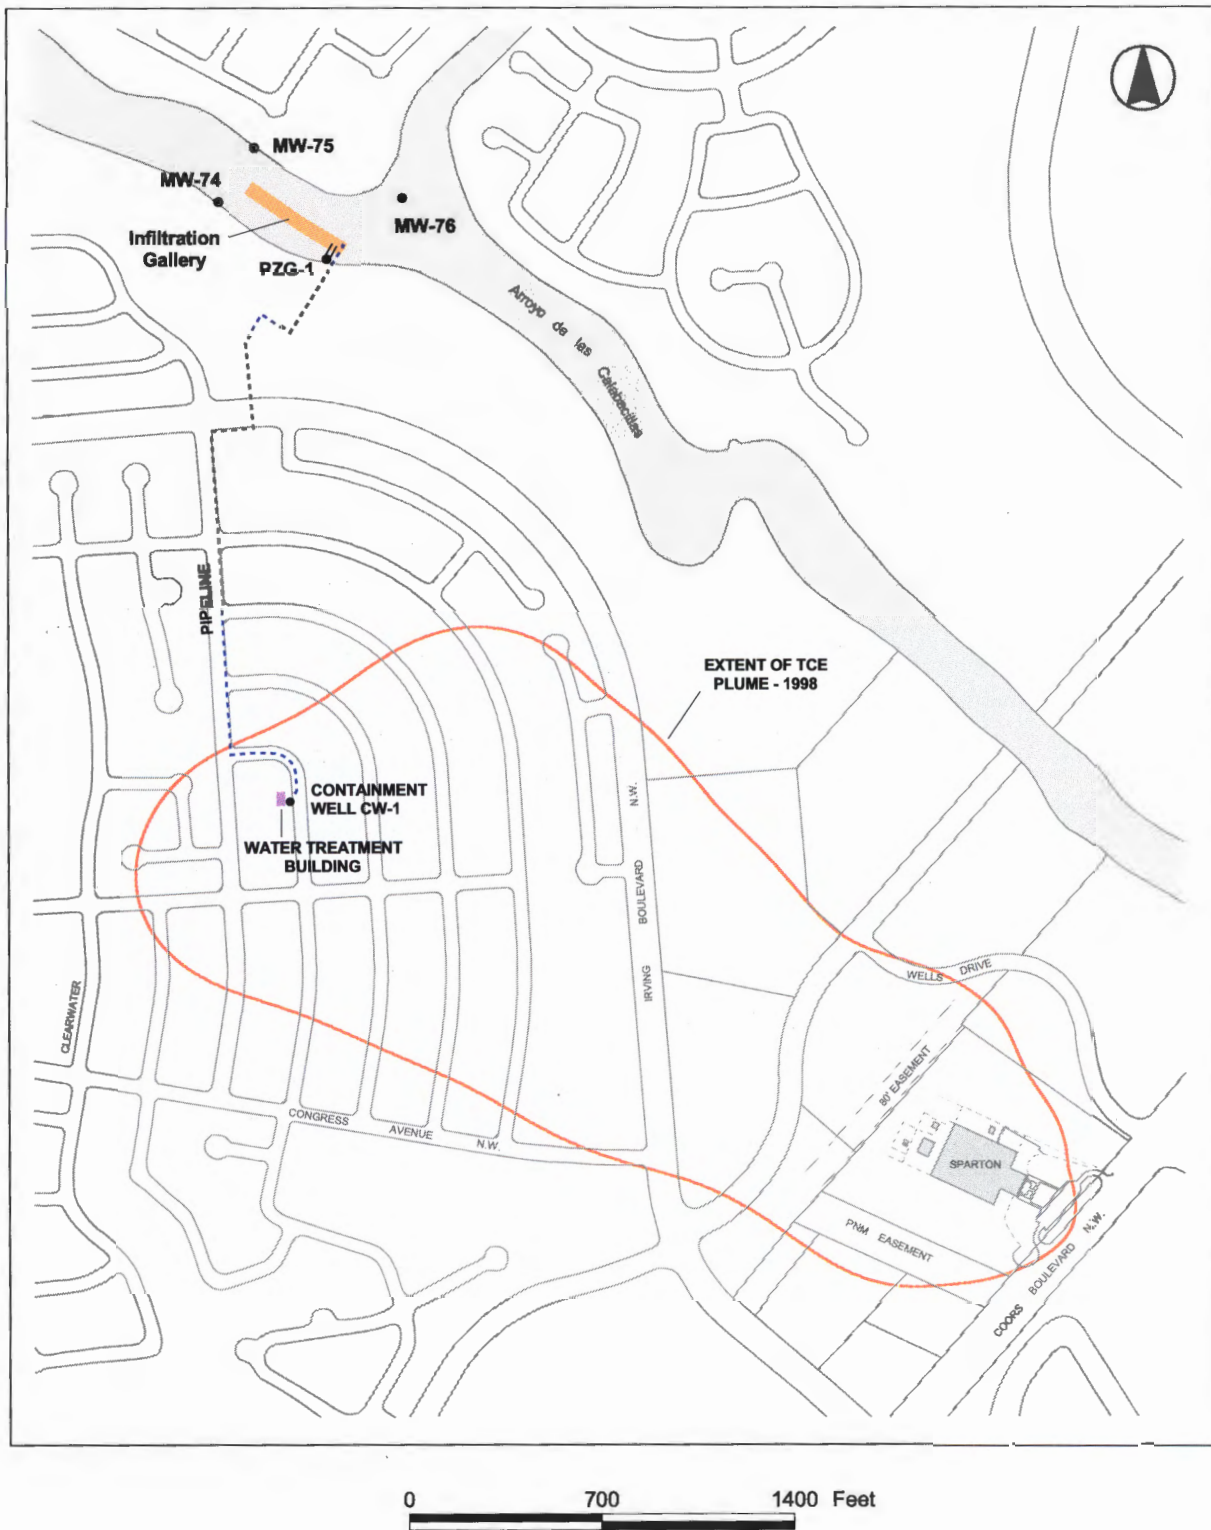 MW-75
MW-74
MW-76
Infiltration
Gallery
PZG-1
Arroyo de las Calabacillas
PIPELINE
EXTENT OF TCE
PLUME - 1998
CONTAINMENT
WELL CW-1
WATER TREATMENT
BUILDING
N.W.
BOULEVARD
IRVING
WELLS DRIVE
CLEARWATER
80' EASEMENT
CONGRESS AVENUE N.W.
SPARTON
PNM EASEMENT
COORS BOULEVARD N.W.
0 700 1400 Feet